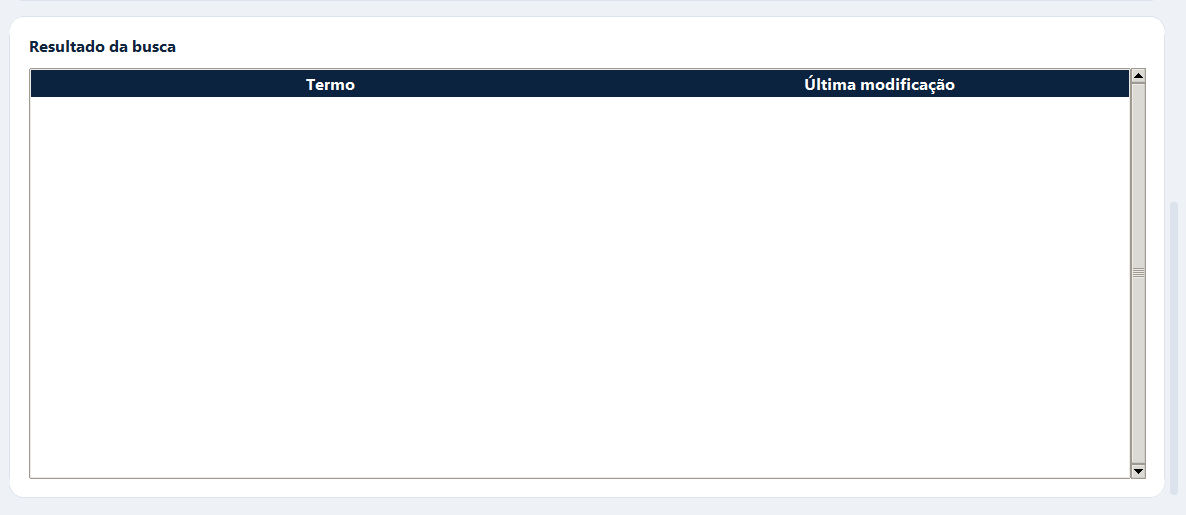 Resultado da busca
Termo
Última modificação